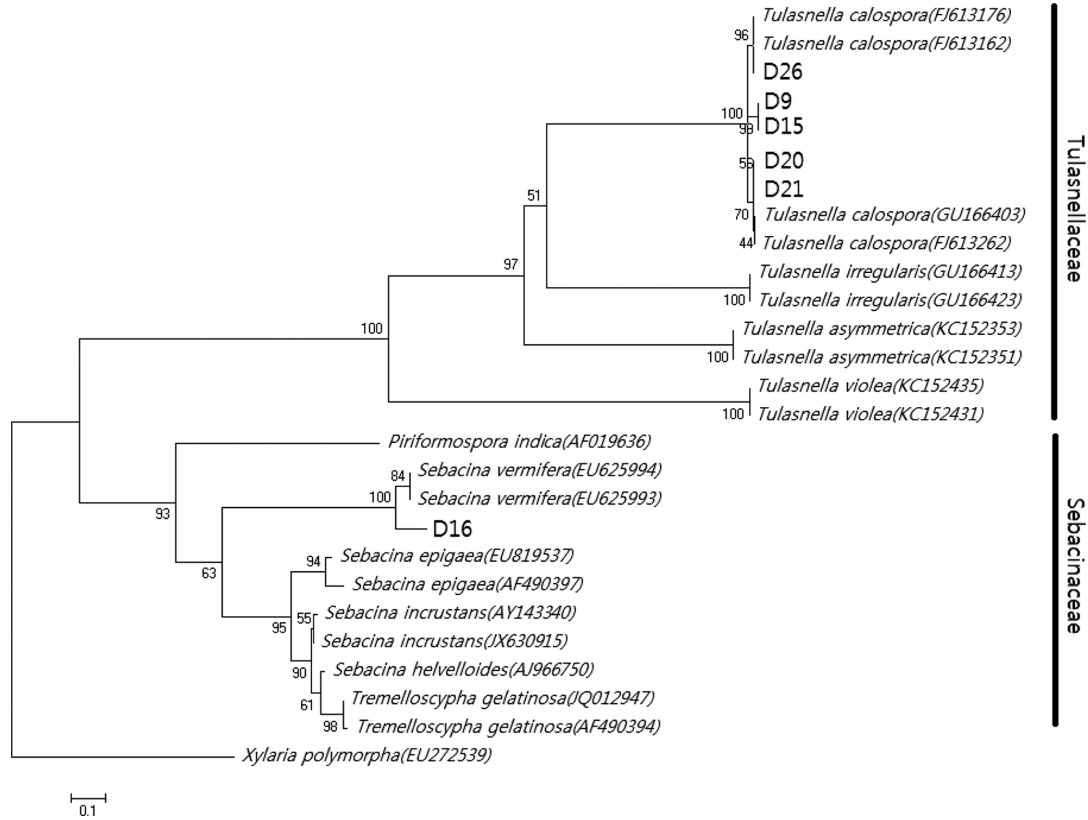 Tulasnella calospora(FJ613176)
96
Tulasnella calospora(FJ613162)
D26
D9
100
D15
99
D20
55
D21
70
Tulasnella calospora(GU166403)
44
Tulasnella calospora(FJ613262)
51
Tulasnella irregularis(GU166413)
97
100
Tulasnella irregularis(GU166423)
Tulasnella asymmetrica(KC152353)
100
100
Tulasnella asymmetrica(KC152351)
Tulasnella violea(KC152435)
100
Tulasnella violea(KC152431)
Tulasnellaceae
Piriformospora indica(AF019636)
84
Sebacina vermifera(EU625994)
100
Sebacina vermifera(EU625993)
93
D16
94
Sebacina epigaea(EU819537)
63
Sebacina epigaea(AF490397)
55
Sebacina incrustans(AY143340)
95
Sebacina incrustans(JX630915)
90
Sebacina helvelloides(AJ966750)
61
Tremelloscypha gelatinosa(JQ012947)
98
Tremelloscypha gelatinosa(AF490394)
Sebacinaceae
Xylaria polymorpha(EU272539)
0.1